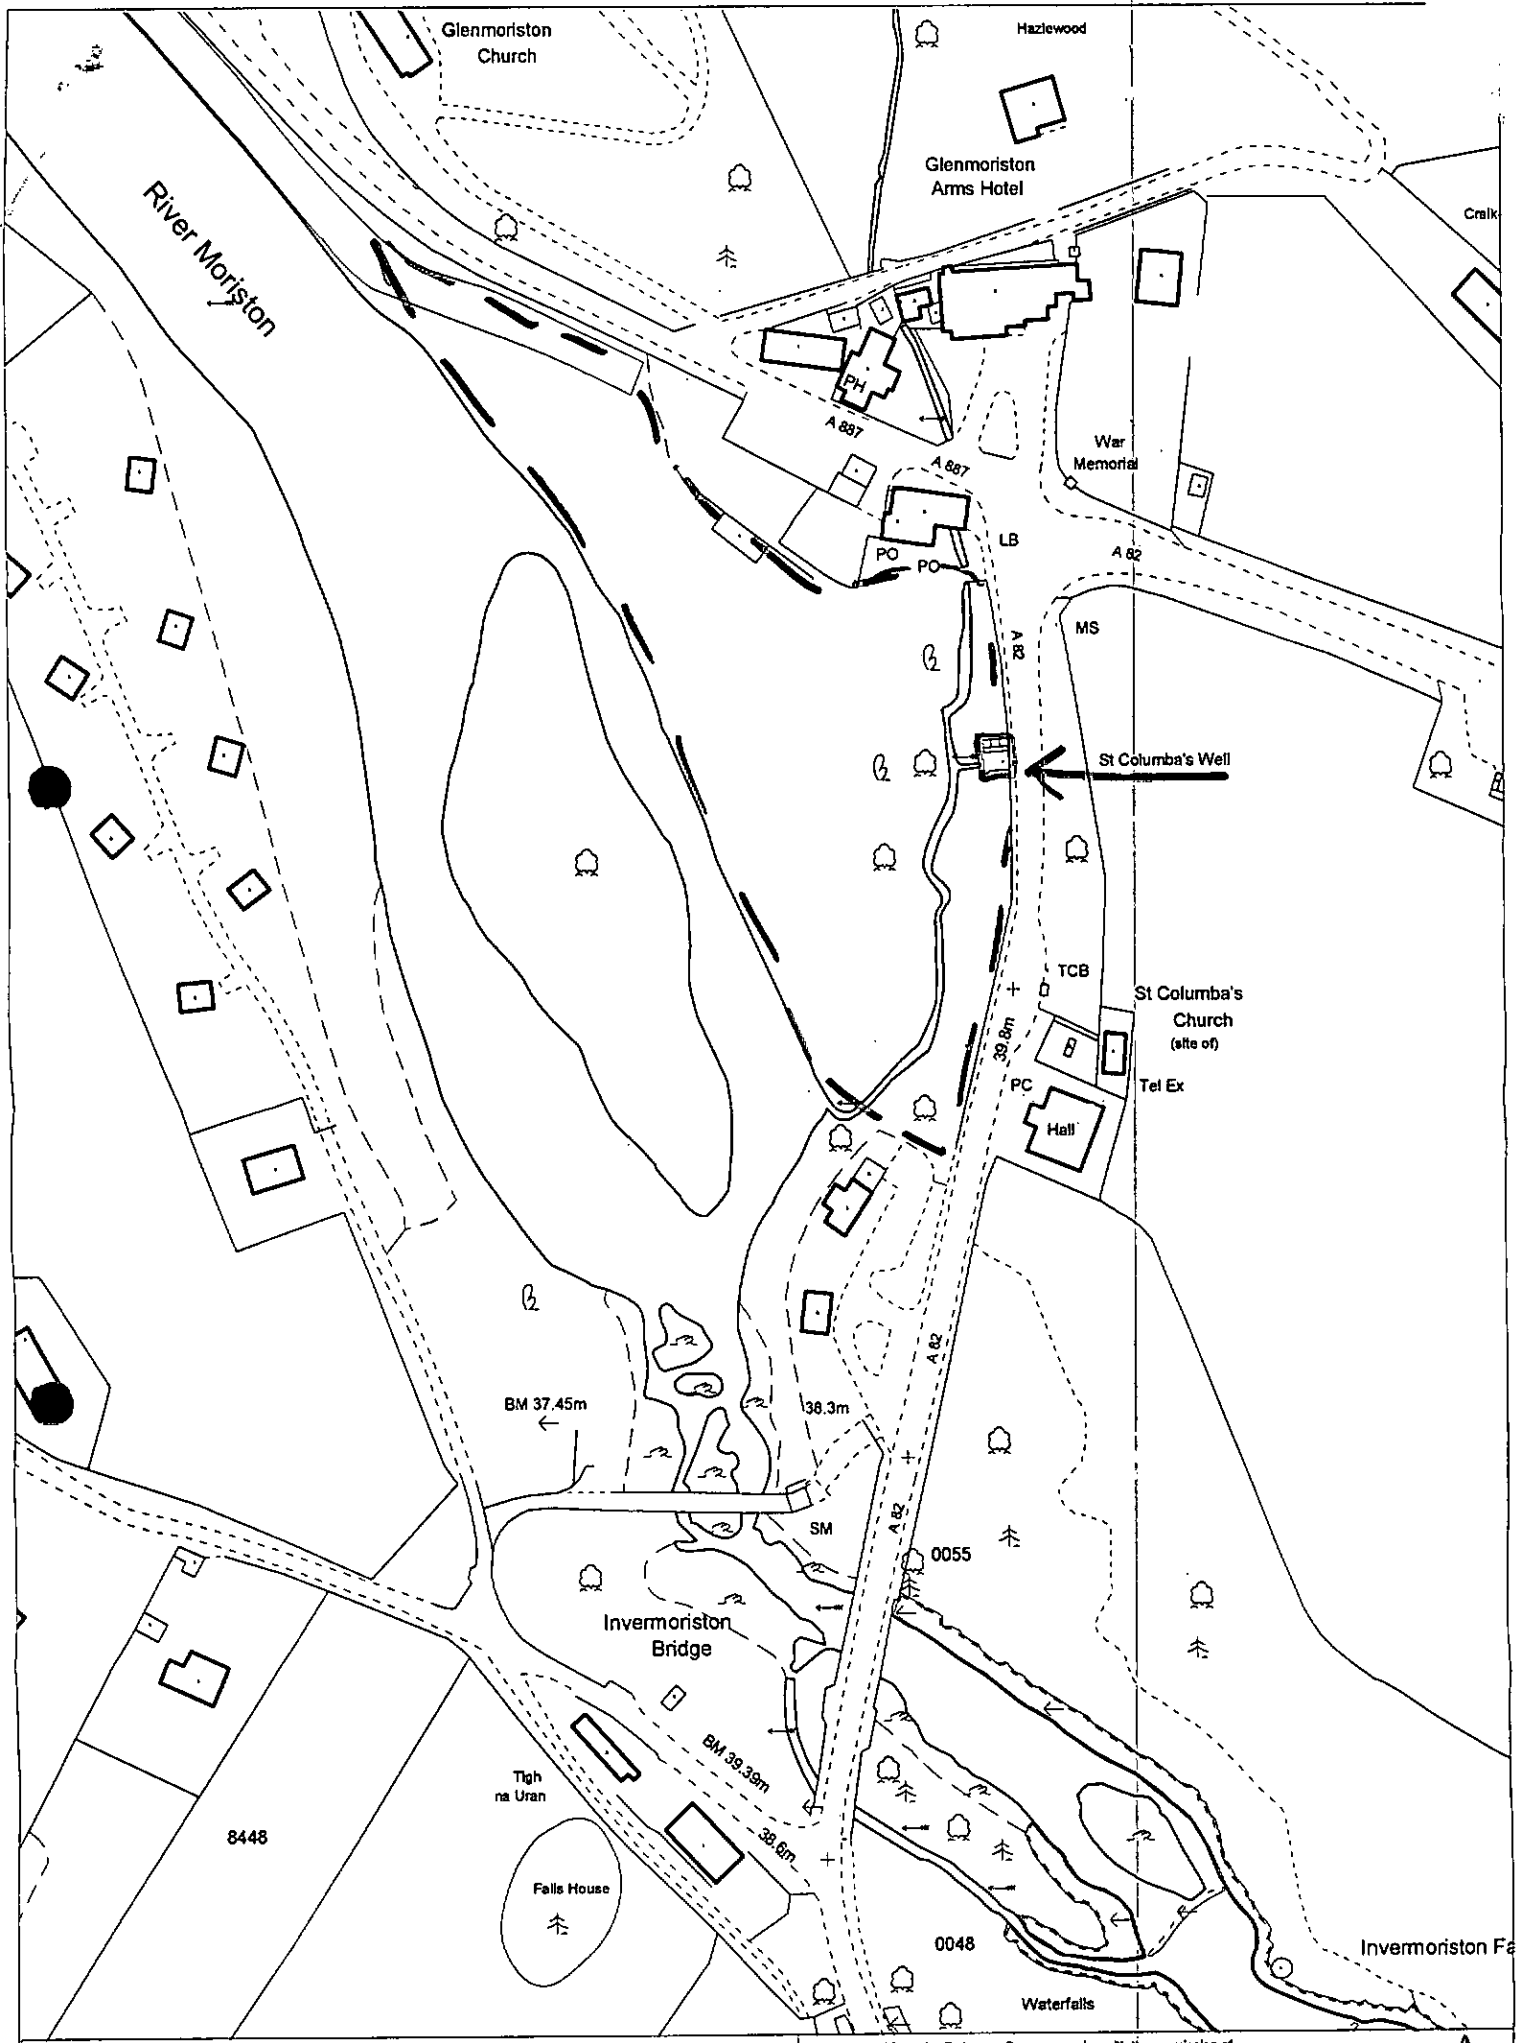 Glenmoriston
Church
Hazlewood
River Moriston
Glenmoriston
Arms Hotel
PH
A 887
A 887
War
Memorial
LB
PO
PO
A 82
MS
A 82
St Columba's Well
TCB
St Columba's
Church
(site of)
39.8m
PC
Tel Ex
Hall
A 82
BM 37.45m
38.3m
A 82
SM
0055
Invermoriston
Bridge
BM 39.39m
Tigh
na Uran
8448
38.6m
Falls House
0048
Invermoriston Fa
Waterfalls